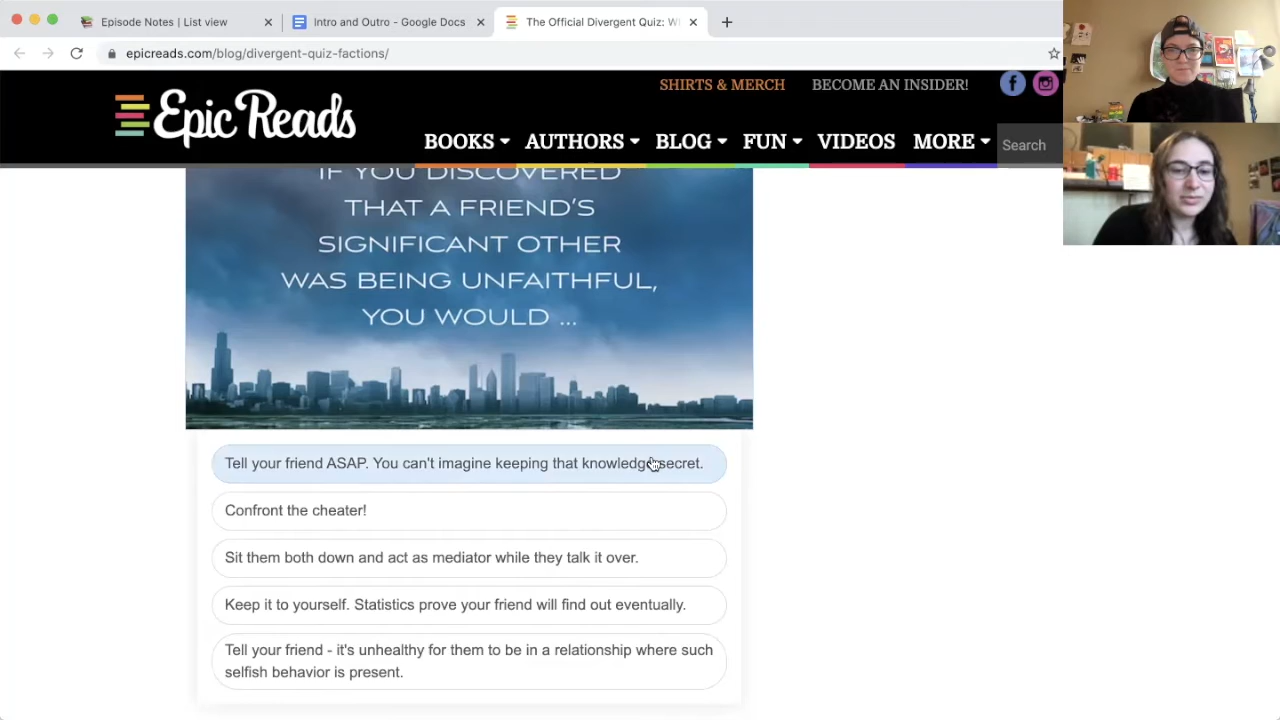 Episode Notes | List view
Intro and Outro - Google Docs
The Official Divergent Quiz: W
epicreads.com/blog/divergent-quiz-factions/
SHIRTS & MERCH
BECOME AN INSIDER!
Epic Reads
BOOKS
AUTHORS
BLOG
FUN
VIDEOS
MORE
Search
IF YOU DISCOVERED
THAT A FRIEND'S
SIGNIFICANT OTHER
WAS BEING UNFAITHFUL,
YOU WOULD ...
Tell your friend ASAP. You can't imagine keeping that knowledge secret.
Confront the cheater!
Sit them both down and act as mediator while they talk it over.
Keep it to yourself. Statistics prove your friend will find out eventually.
Tell your friend - it's unhealthy for them to be in a relationship where such
selfish behavior is present.